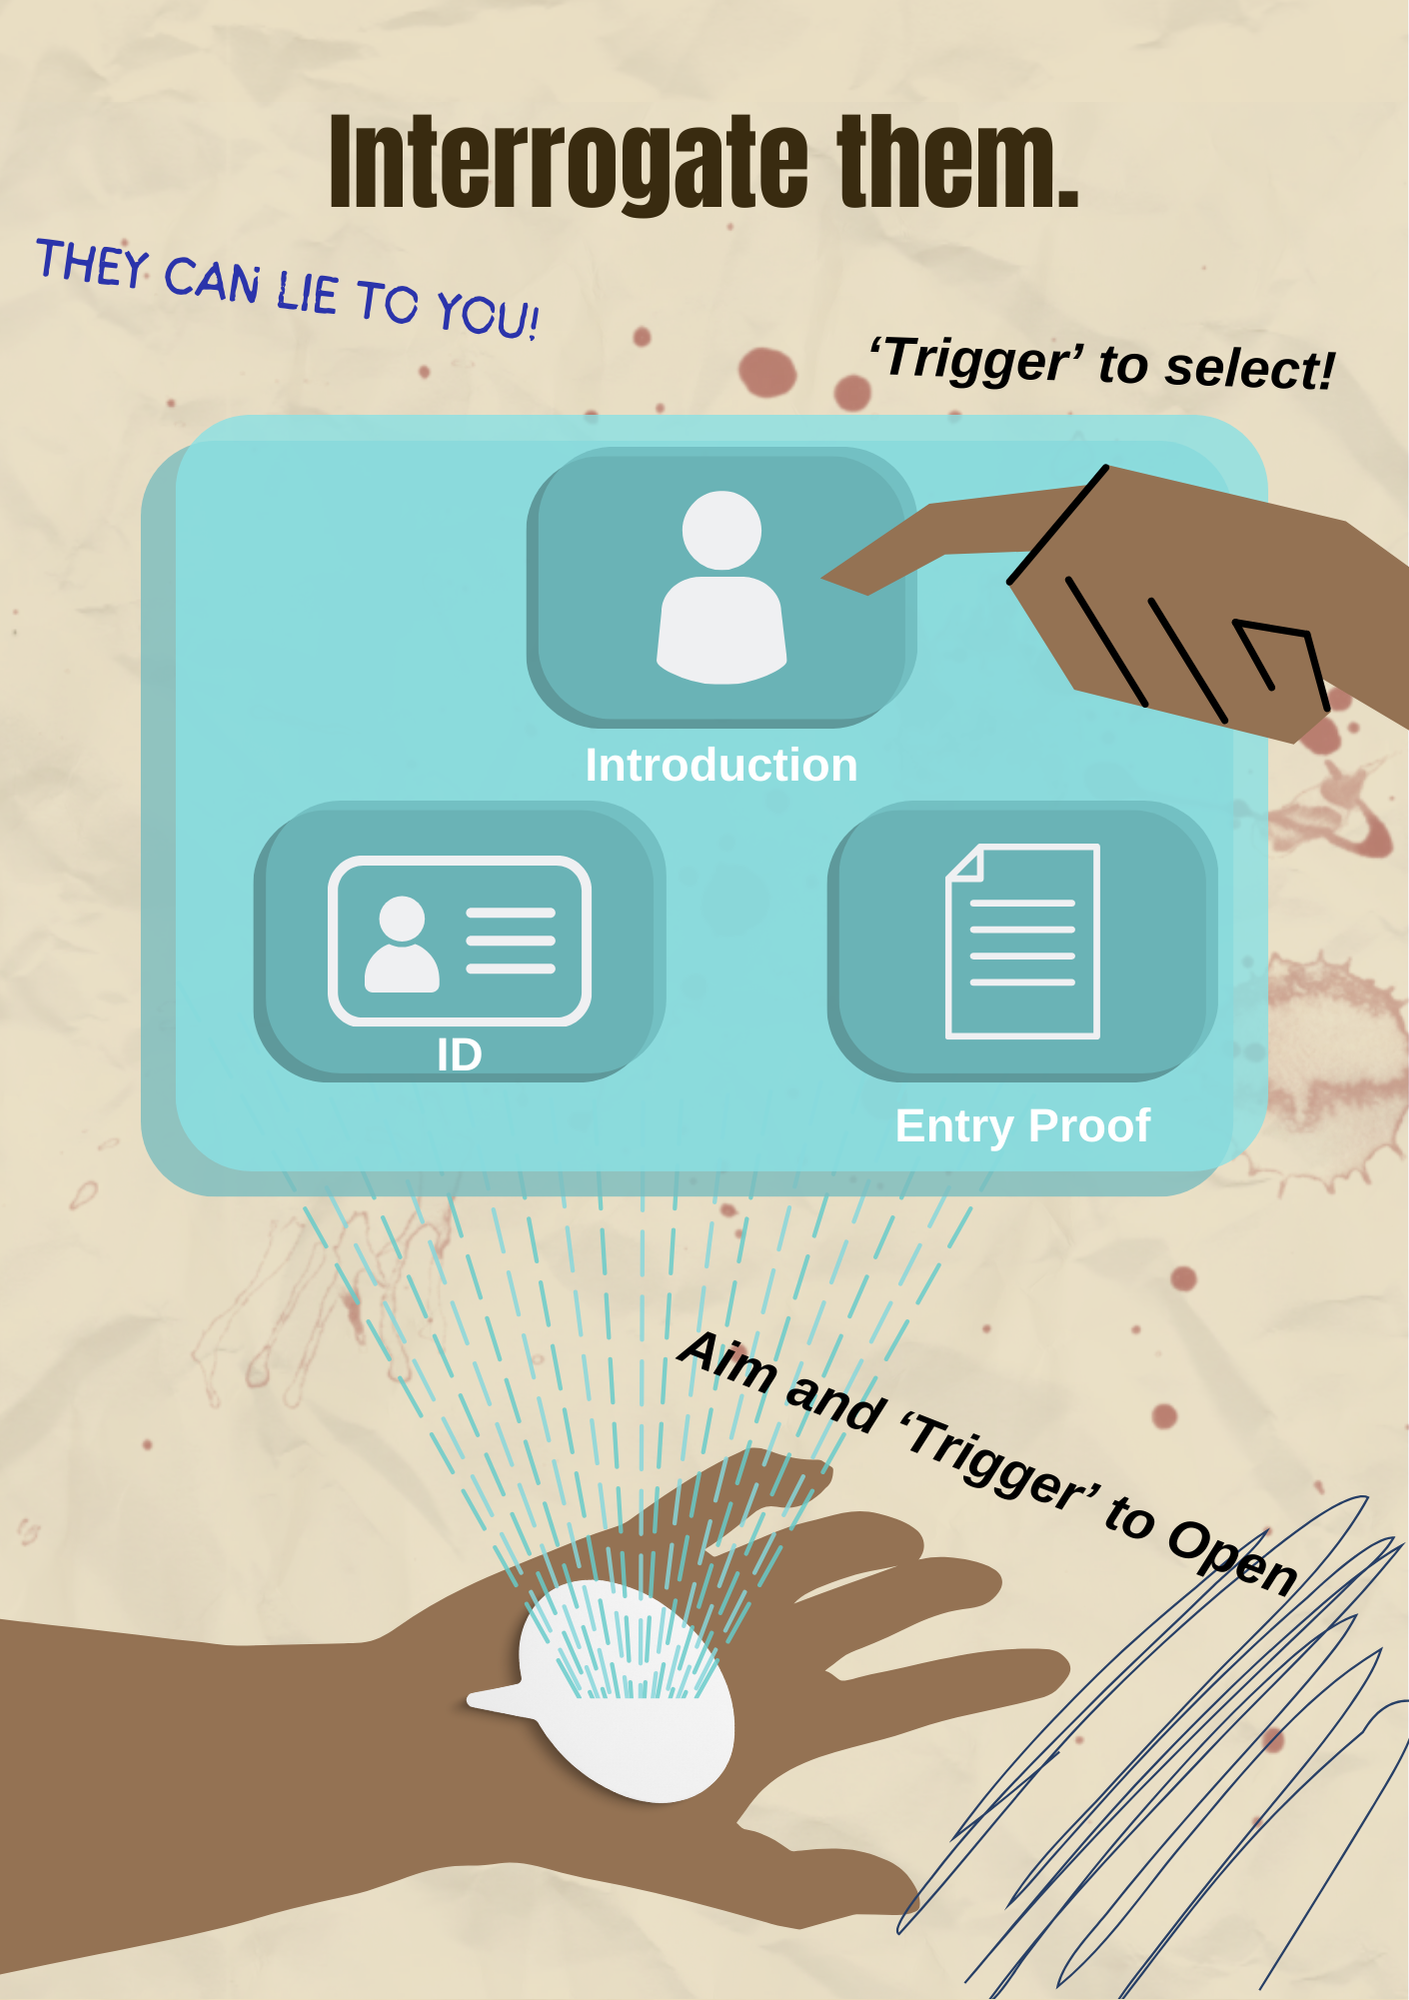 Interrogate them.
THEY CAN LIE TO YOU!
‘Trigger’ to select!
Introduction
ID
Entry Proof
Aim and ‘Trigger’ to Open